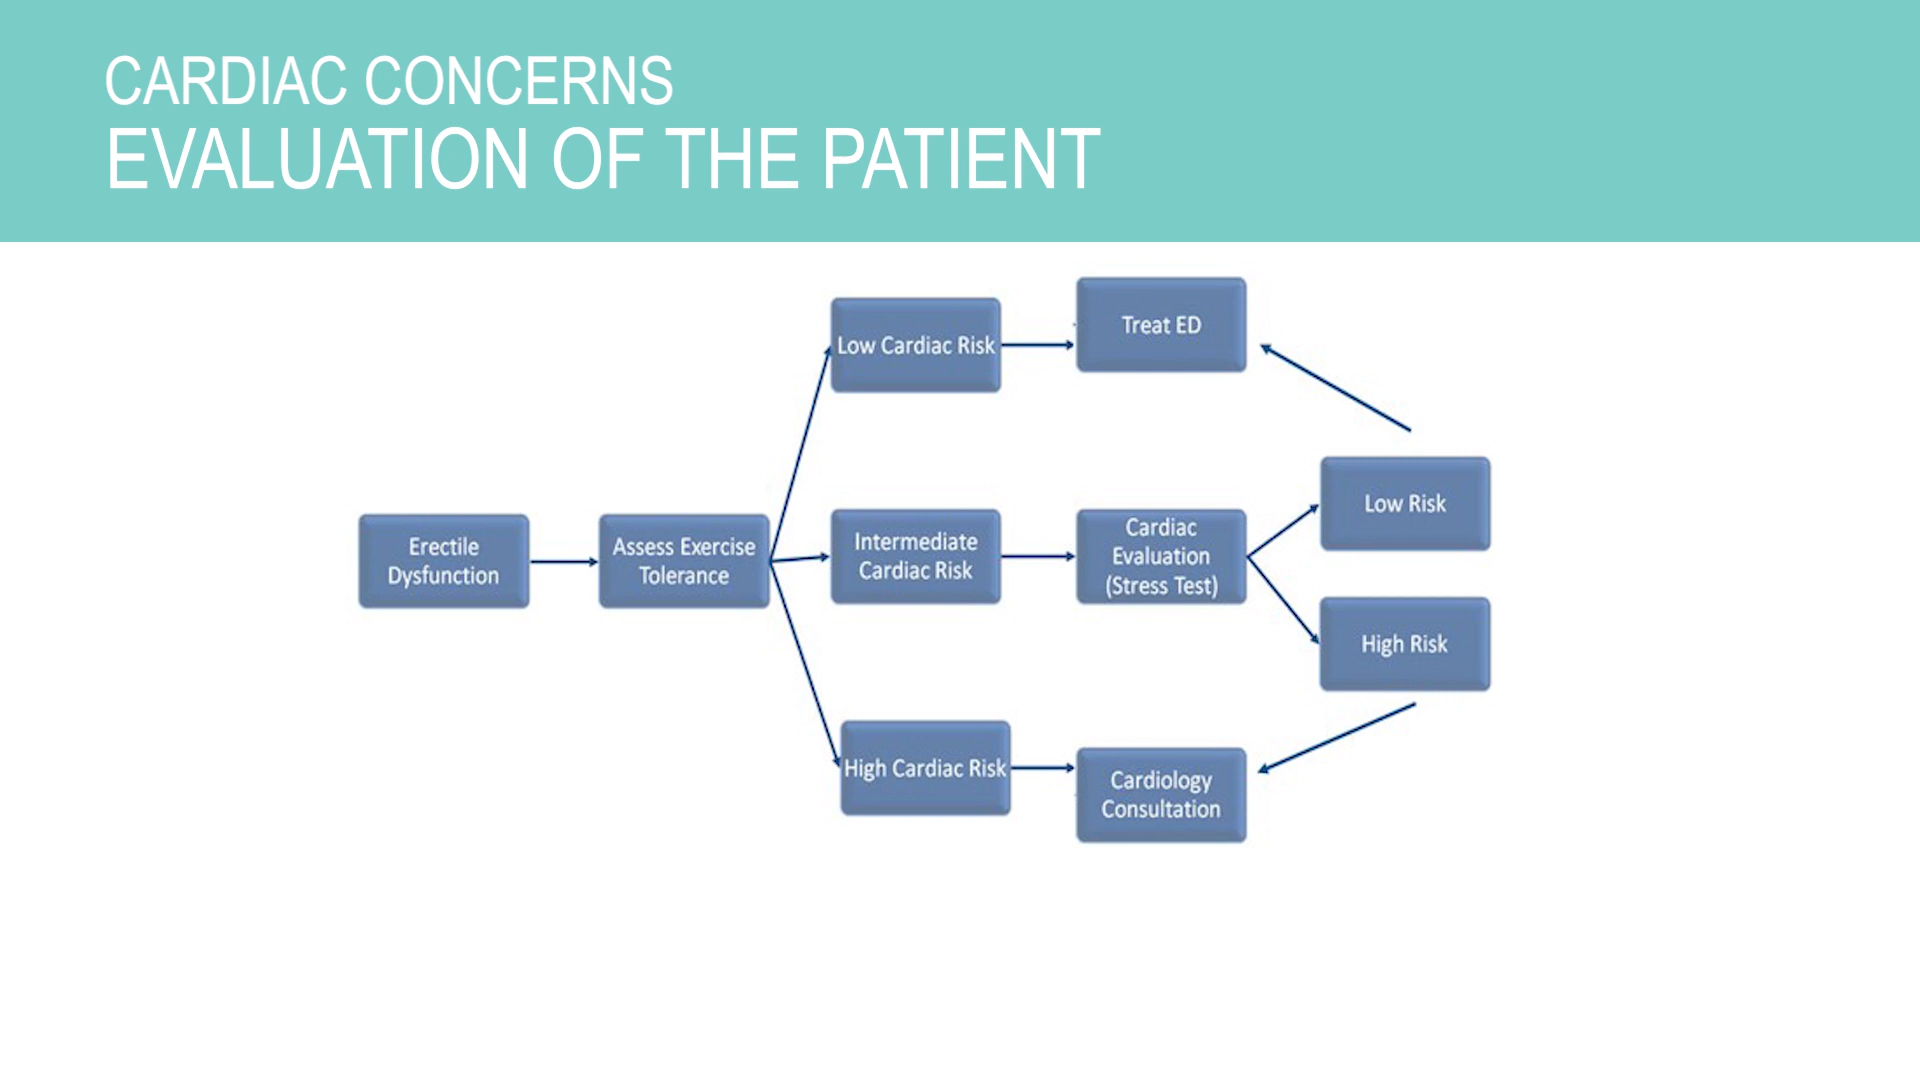 CARDIAC CONCERNS
EVALUATION OF THE PATIENT
Erectile
Dysfunction
Assess Exercise
Tolerance
Low Cardiac Risk
Treat ED
Intermediate
Cardiac Risk
Cardiac
Evaluation
(Stress Test)
Low Risk
High Risk
High Cardiac Risk
Cardiology
Consultation